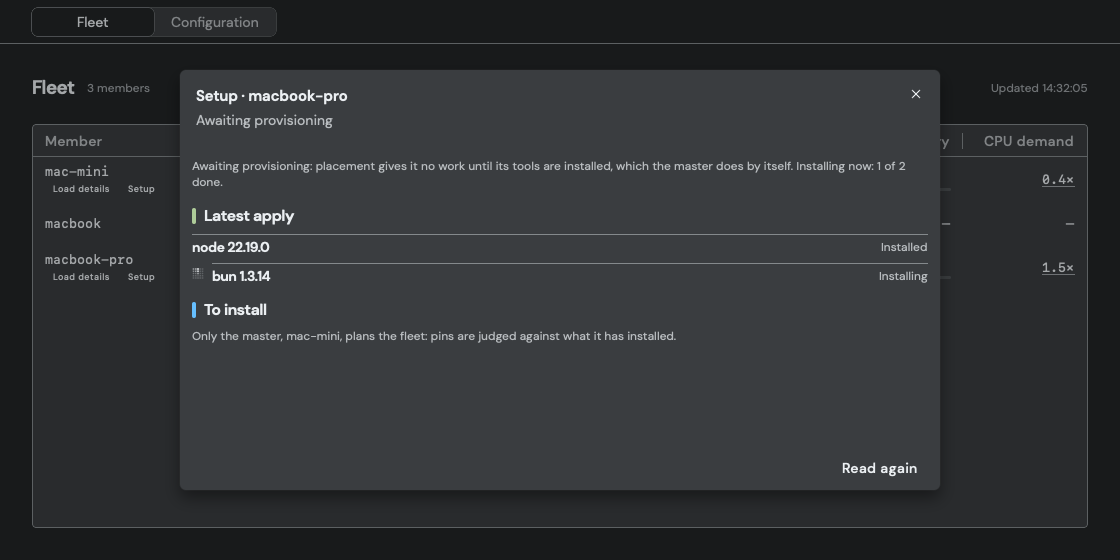 Fleet
Configuration
Fleet
3 members
Updated 14:32:05
Setup · macbook-pro
Awaiting provisioning
Member
CPU demand
mac-mini
Load details
Setup
0.4×
Awaiting provisioning: placement gives it no work until its tools are installed, which the master does by itself. Installing now: 1 of 2
done.
macbook
–
–
Latest apply
node 22.19.0
Installed
macbook-pro
Load details
Setup
1.5×
bun 1.3.14
Installing
To install
Only the master, mac-mini, plans the fleet: pins are judged against what it has installed.
Read again